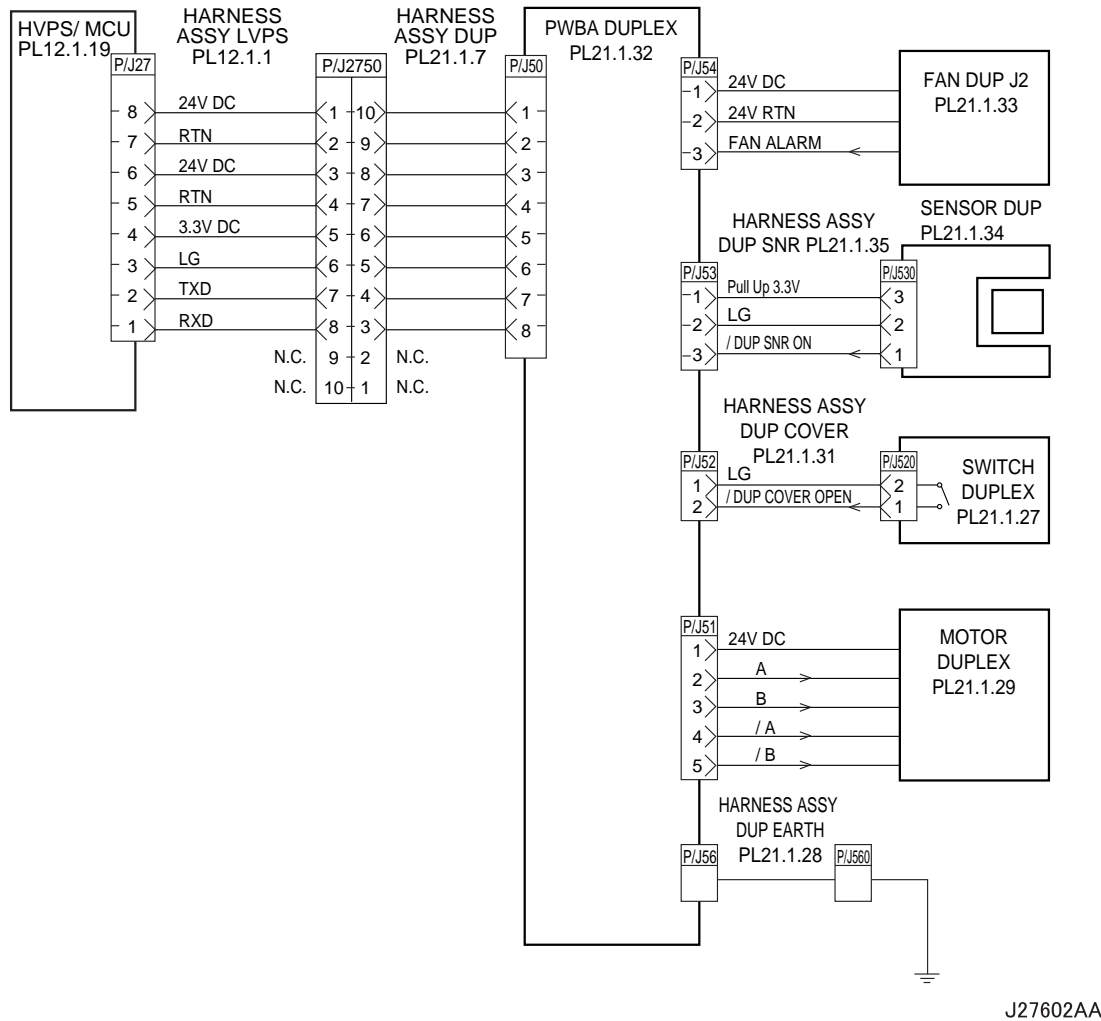 HVPS/ MCU
PL12.1.19
HARNESS
ASSY LVPS
PL12.1.1
HARNESS
ASSY DUP
PL21.1.7
PWBA DUPLEX
PL21.1.32
P/J27
P/J2750
P/J50
8 24V DC 1 10 1
7 RTN 2 9 2
6 24V DC 3 8 3
5 RTN 4 7 4
4 3.3V DC 5 6 5
3 LG 6 5 6
2 TXD 7 4 7
1 RXD 8 3 8
N.C. 9 2 N.C.
N.C. 10 1 N.C.
P/J54
1 24V DC
2 24V RTN
3 FAN ALARM
FAN DUP J2
PL21.1.33
HARNESS ASSY
DUP SNR PL21.1.35
SENSOR DUP
PL21.1.34
P/J53
P/J530
1 Pull Up 3.3V 3
2 LG 2
3 / DUP SNR ON 1
HARNESS ASSY
DUP COVER
PL21.1.31
P/J52
P/J520
1 LG 2
2 / DUP COVER OPEN 1
SWITCH
DUPLEX
PL21.1.27
P/J51
1 24V DC
2 A
3 B
4 / A
5 / B
MOTOR
DUPLEX
PL21.1.29
HARNESS ASSY
DUP EARTH
PL21.1.28
P/J56
P/J560
J27602AA